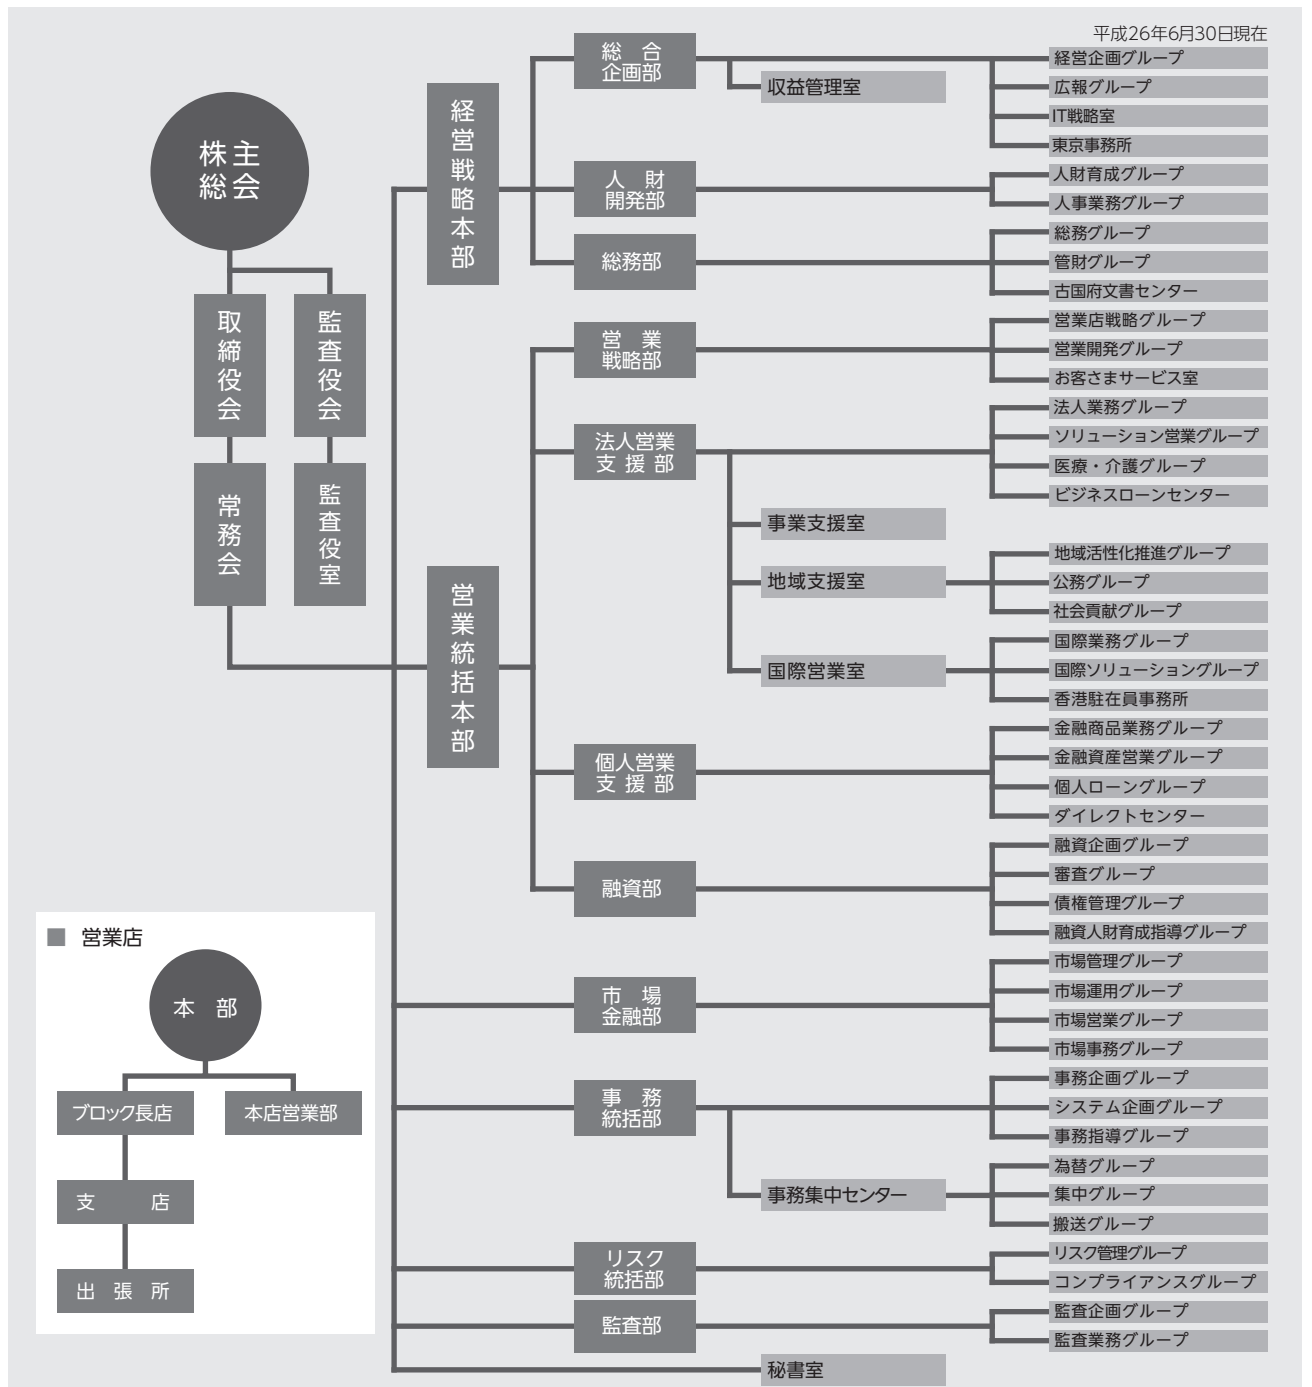 平成26年6月30日現在
株主
総会
取締役会
監査役会
常務会
監査役室
経営戦略本部
総　合
企画部
収益管理室
経営企画グループ
広報グループ
IT戦略室
東京事務所
人　財
開発部
人財育成グループ
人事業務グループ
総務部
総務グループ
管財グループ
古国府文書センター
営業統括本部
営　業
戦略部
営業店戦略グループ
営業開発グループ
お客さまサービス室
法人営業
支 援 部
法人業務グループ
ソリューション営業グループ
医療・介護グループ
ビジネスローンセンター
事業支援室
地域支援室
地域活性化推進グループ
公務グループ
社会貢献グループ
国際営業室
国際業務グループ
国際ソリューショングループ
香港駐在員事務所
個人営業
支 援 部
金融商品業務グループ
金融資産営業グループ
個人ローングループ
ダイレクトセンター
融資部
融資企画グループ
審査グループ
債権管理グループ
融資人財育成指導グループ
市　場
金融部
市場管理グループ
市場運用グループ
市場営業グループ
市場事務グループ
事　務
統括部
事務企画グループ
システム企画グループ
事務指導グループ
事務集中センター
為替グループ
集中グループ
搬送グループ
リスク
統括部
リスク管理グループ
コンプライアンスグループ
監査部
監査企画グループ
監査業務グループ
秘書室
■ 営業店
本　部
ブロック長店
本店営業部
支　　店
出　張　所